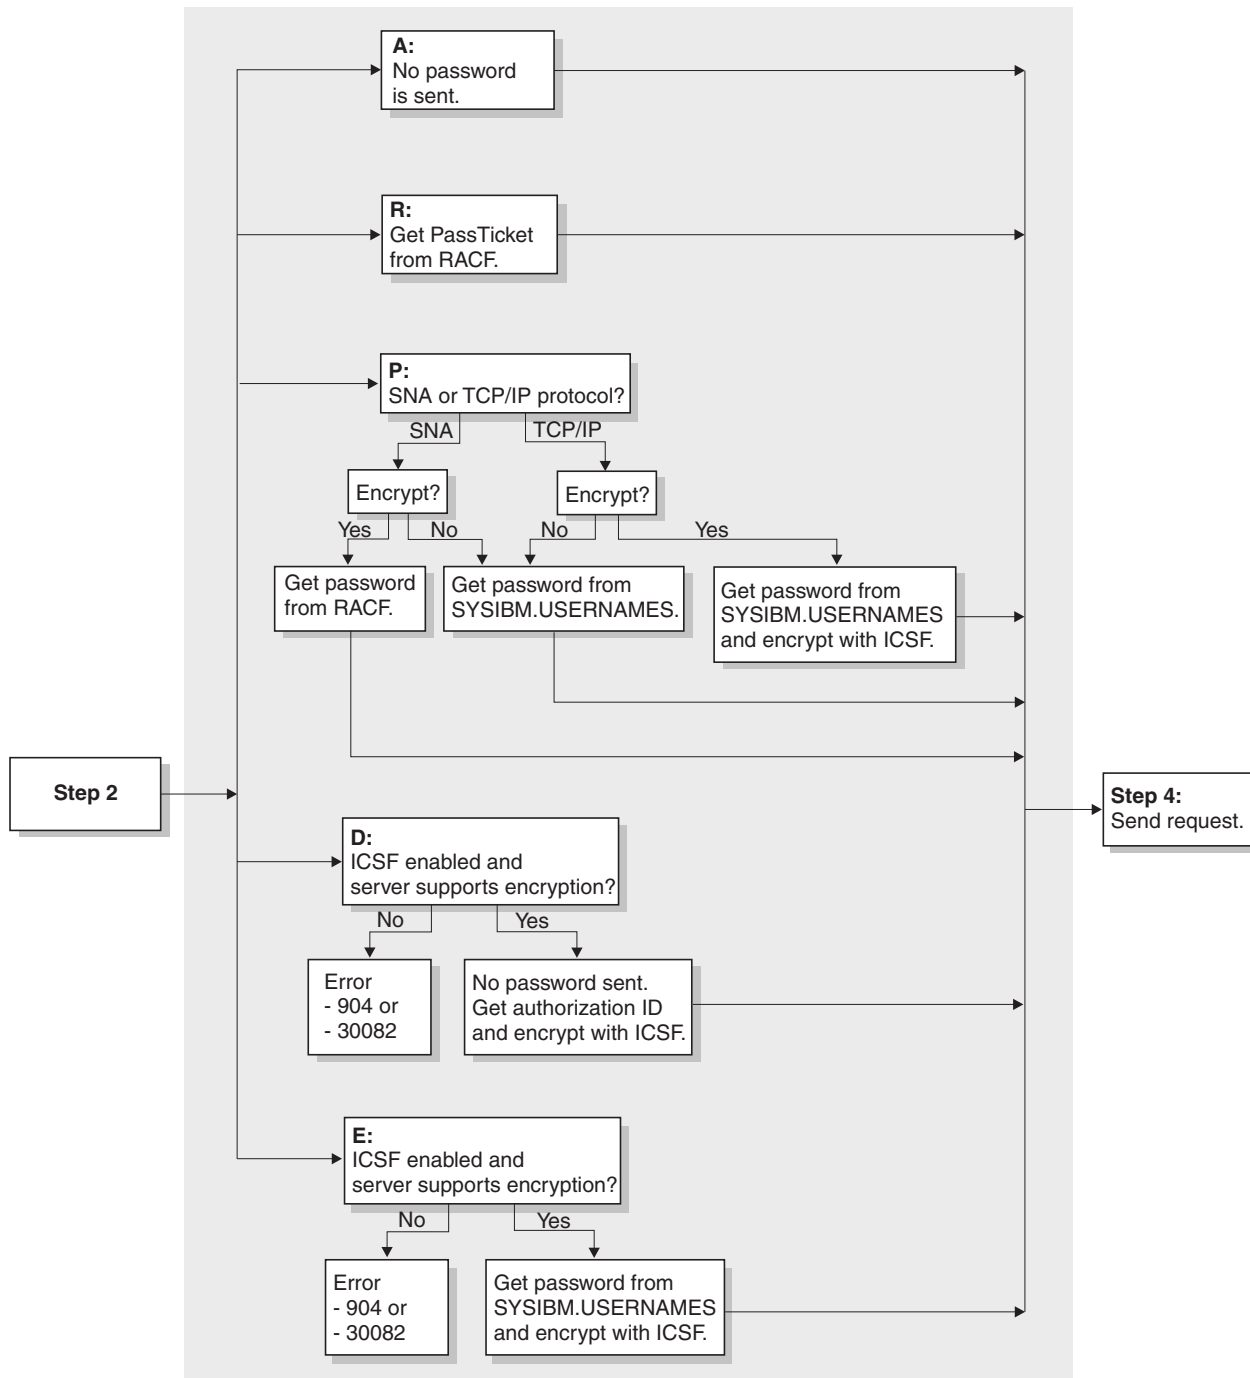 A:
No password
is sent.
R:
Get PassTicket
from RACF.
P:
SNA or TCP/IP protocol?
SNA
TCP/IP
Encrypt?
Encrypt?
Yes
No
No
Yes
Get password
from RACF.
Get password from
SYSIBM.USERNAMES.
Get password from
SYSIBM.USERNAMES
and encrypt with ICSF.
Step 2
Step 4:
Send request.
D:
ICSF enabled and
server supports encryption?
No
Yes
Error
- 904 or
- 30082
No password sent.
Get authorization ID
and encrypt with ICSF.
E:
ICSF enabled and
server supports encryption?
No
Yes
Error
- 904 or
- 30082
Get password from
SYSIBM.USERNAMES
and encrypt with ICSF.